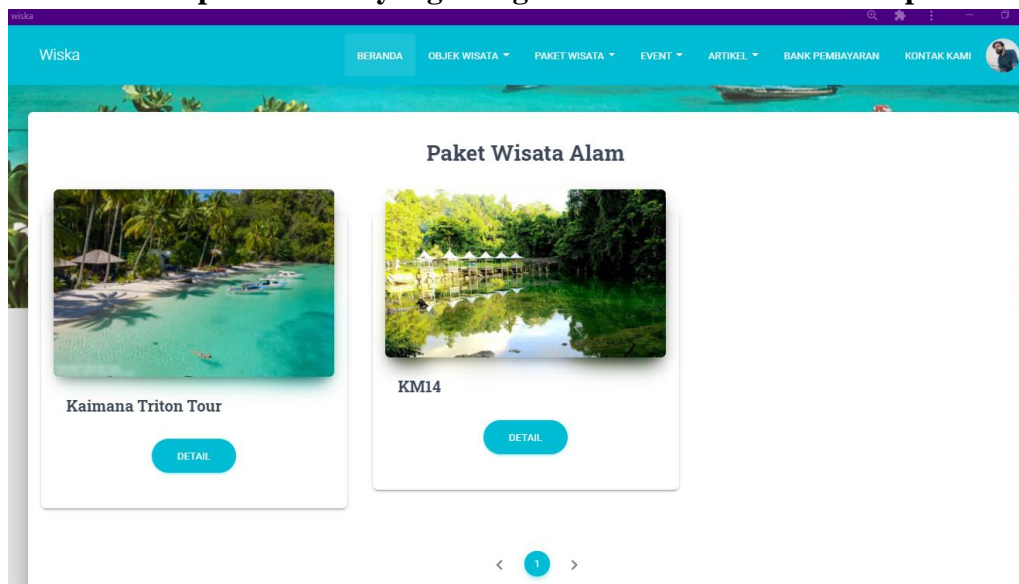 wiska
Wiska BERANDA OBJEK WISATA PAKET WISATA EVENT ARTIKEL BANK PEMBAYARAN KONTAK KAMI
Paket Wisata Alam
Kaimana Triton Tour
DETAIL
KM14
DETAIL
1